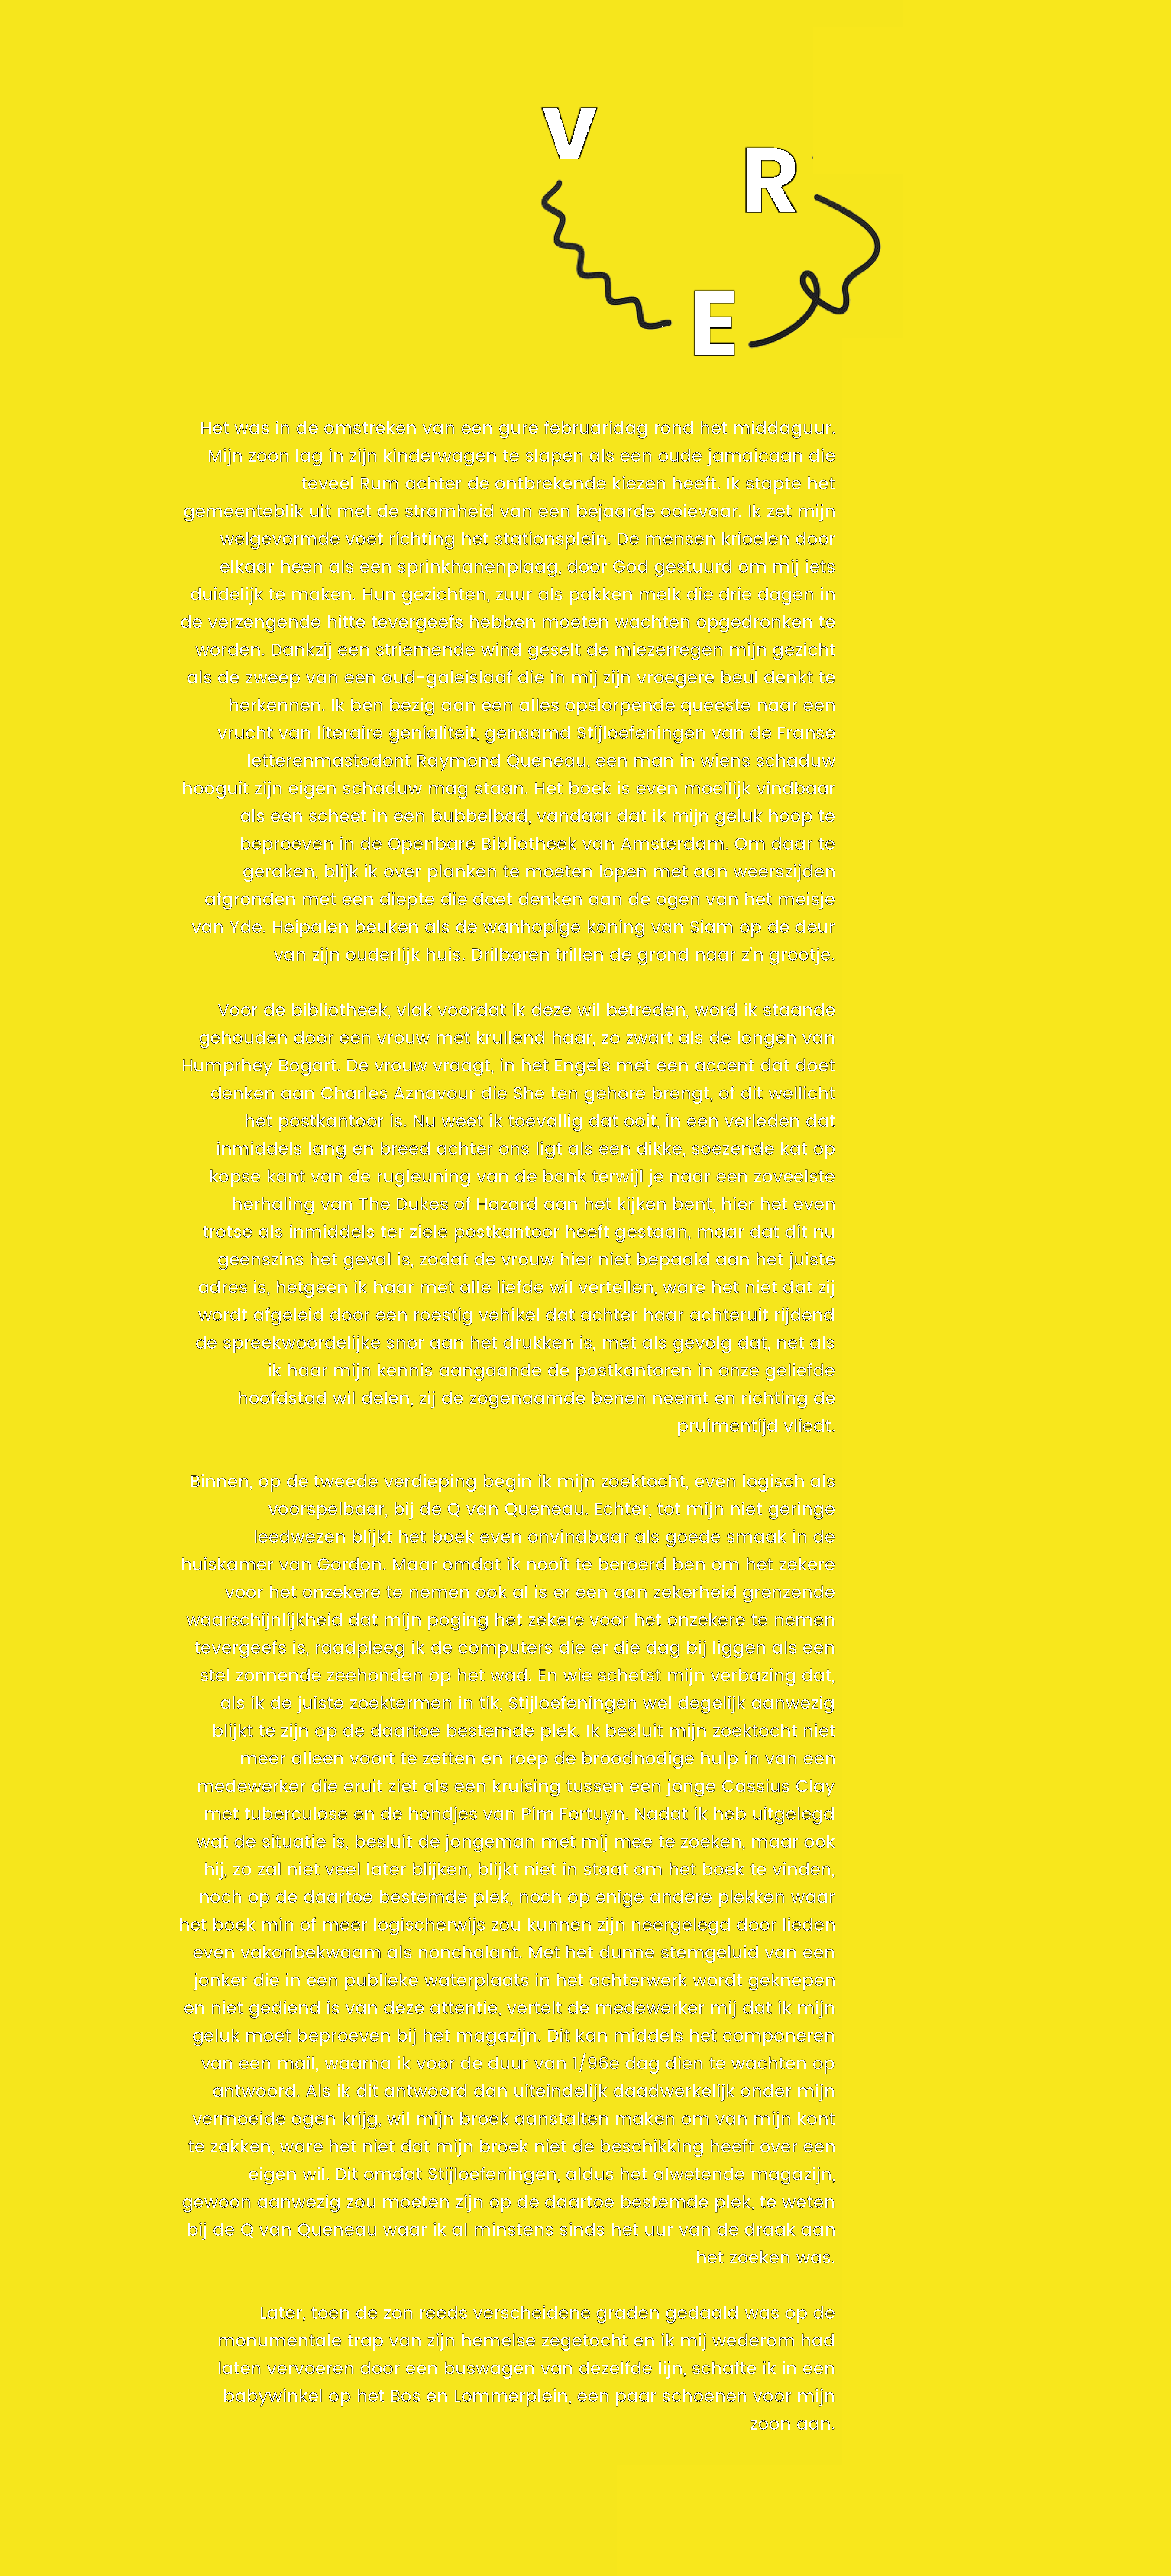 V
R
E
Het was in de omstreken van een gure februaridag rond het middaguur.
Mijn zoon lag in zijn kinderwagen te slapen als een oude jamaicaan die
teveel Rum achter de ontbrekende kiezen heeft. Ik stapte het
gemeenteblik uit met de stramheid van een bejaarde ooievaar. Ik zet mijn
welgevormde voet richting het stationsplein. De mensen krioelen door
elkaar heen als een sprinkhanenplaag, door God gestuurd om mij iets
duidelijk te maken. Hun gezichten, zuur als pakken melk die drie dagen in
de verzengende hitte tevergeefs hebben moeten wachten opgedronken te
worden. Dankzij een striemende wind geselt de miezerregen mijn gezicht
als de zweep van een oud-galeislaaf die in mij zijn vroegere beul denkt te
herkennen. Ik ben bezig aan een alles opslorpende queeste naar een
vrucht van literaire genialiteit, genaamd Stijloefeningen van de Franse
letterenmastodont Raymond Queneau, een man in wiens schaduw
hooguit zijn eigen schaduw mag staan. Het boek is even moeilijk vindbaar
als een scheet in een bubbelbad, vandaar dat ik mijn geluk hoop te
beproeven in de Openbare Bibliotheek van Amsterdam. Om daar te
geraken, blijk ik over planken te moeten lopen met aan weerszijden
afgronden met een diepte die doet denken aan de ogen van het meisje
van Yde. Heipalen beuken als de wanhopige koning van Siam op de deur
van zijn ouderlijk huis. Drilboren trillen de grond naar z'n grootje.
Voor de bibliotheek, vlak voordat ik deze wil betreden, word ik staande
gehouden door een vrouw met krullend haar, zo zwart als de longen van
Humprhey Bogart. De vrouw vraagt, in het Engels met een accent dat doet
denken aan Charles Aznavour die She ten gehore brengt, of dit wellicht
het postkantoor is. Nu weet ik toevallig dat ooit, in een verleden dat
inmiddels lang en breed achter ons ligt als een dikke, soezende kat op
kopse kant van de rugleuning van de bank terwijl je naar een zoveelste
herhaling van The Dukes of Hazard aan het kijken bent, hier het even
trotse als inmiddels ter ziele postkantoor heeft gestaan, maar dat dit nu
geenszins het geval is, zodat de vrouw hier niet bepaald aan het juiste
adres is, hetgeen ik haar met alle liefde wil vertellen, ware het niet dat zij
wordt afgeleid door een roestig vehikel dat achter haar achteruit rijdend
de spreekwoordelijke snor aan het drukken is, met als gevolg dat, net als
ik haar mijn kennis aangaande de postkantoren in onze geliefde
hoofdstad wil delen, zij de zogenaamde benen neemt en richting de
pruimentijd vliedt.
Binnen, op de tweede verdieping begin ik mijn zoektocht, even logisch als
voorspelbaar, bij de Q van Queneau. Echter, tot mijn niet geringe
leedwezen blijkt het boek even onvindbaar als goede smaak in de
huiskamer van Gordon. Maar omdat ik nooit te beroerd ben om het zekere
voor het onzekere te nemen ook al is er een aan zekerheid grenzende
waarschijnlijkheid dat mijn poging het zekere voor het onzekere te nemen
tevergeefs is, raadpleeg ik de computers die er die dag bij liggen als een
stel zonnende zeehonden op het wad. En wie schetst mijn verbazing dat,
als ik de juiste zoektermen in tik, Stijloefeningen wel degelijk aanwezig
blijkt te zijn op de daartoe bestemde plek. Ik besluit mijn zoektocht niet
meer alleen voort te zetten en roep de broodnodige hulp in van een
medewerker die eruit ziet als een kruising tussen een jonge Cassius Clay
met tuberculose en de hondjes van Pim Fortuyn. Nadat ik heb uitgelegd
wat de situatie is, besluit de jongeman met mij mee te zoeken, maar ook
hij, zo zal niet veel later blijken, blijkt niet in staat om het boek te vinden,
noch op de daartoe bestemde plek, noch op enige andere plekken waar
het boek min of meer logischerwijs zou kunnen zijn neergelegd door lieden
even vakonbekwaam als nonchalant. Met het dunne stemgeluid van een
jonker die in een publieke waterplaats in het achterwerk wordt geknepen
en niet gediend is van deze attentie, vertelt de medewerker mij dat ik mijn
geluk moet beproeven bij het magazijn. Dit kan middels het componeren
van een mail, waarna ik voor de duur van 1/96e dag dien te wachten op
antwoord. Als ik dit antwoord dan uiteindelijk daadwerkelijk onder mijn
vermoeide ogen krijg, wil mijn broek aanstalten maken om van mijn kont
te zakken, ware het niet dat mijn broek niet de beschikking heeft over een
eigen wil. Dit omdat Stijloefeningen, aldus het alwetende magazijn,
gewoon aanwezig zou moeten zijn op de daartoe bestemde plek, te weten
bij de Q van Queneau waar ik al minstens sinds het uur van de draak aan
het zoeken was.
Later, toen de zon reeds verscheidene graden gedaald was op de
monumentale trap van zijn hemelse zegetocht en ik mij wederom had
laten vervoeren door een buswagen van dezelfde lijn, schafte ik in een
babywinkel op het Bos en Lommerplein, een paar schoenen voor mijn
zoon aan.